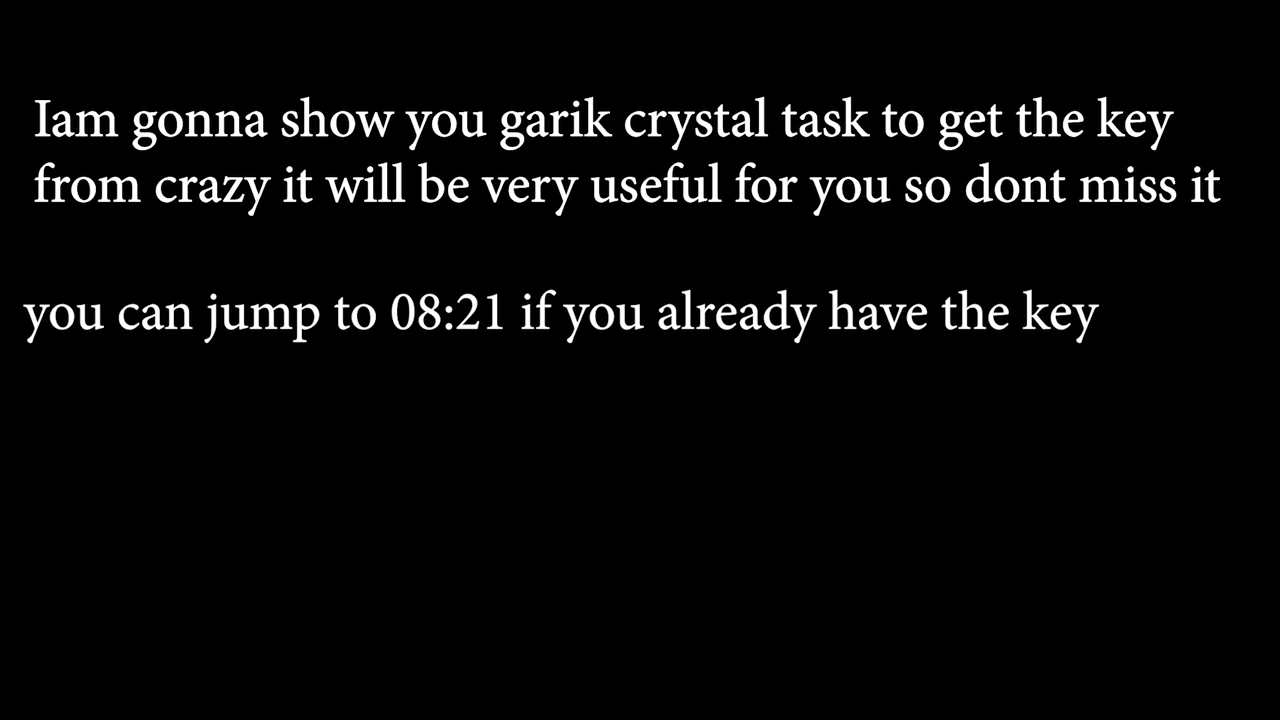 Iam gonna show you garik crystal task to get the key
from crazy it will be very useful for you so dont miss it
you can jump to 08:21 if you already have the key